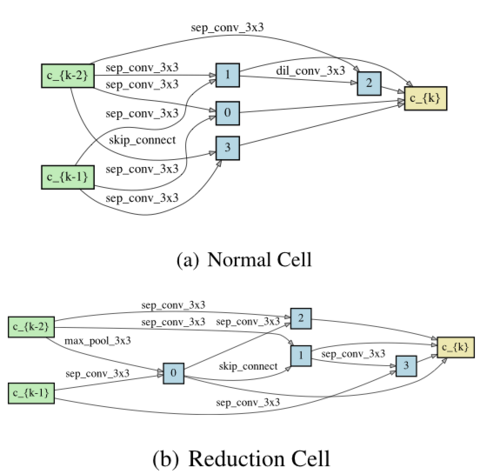 sep_conv_3x3
c_{k-2}
sep_conv_3x3
1
dil_conv_3x3
2
sep_conv_3x3
c_{k}
sep_conv_3x3
0
skip_connect
3
c_{k-1}
sep_conv_3x3
sep_conv_3x3
(a) Normal Cell
sep_conv_3x3
2
c_{k-2}
sep_conv_3x3
sep_conv_3x3
max_pool_3x3
1
sep_conv_3x3
c_{k}
sep_conv_3x3
0
skip_connect
3
c_{k-1}
sep_conv_3x3
(b) Reduction Cell